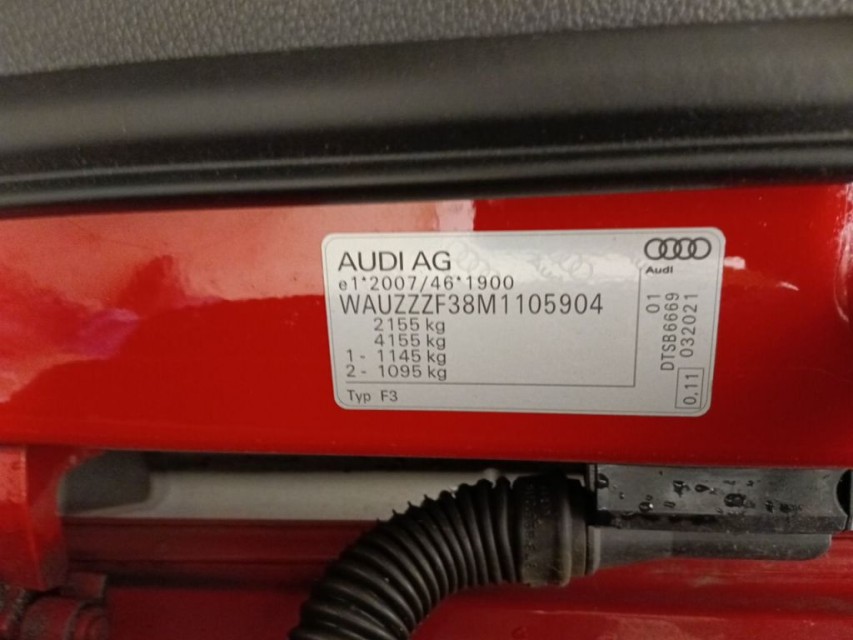 AUDI AG
e1*2007/46*1900
WAUZZZF38M1105904
2155 kg
4155 kg
1- 1145 kg
2- 1095 kg
Typ F3
Audi
01
DTSB6669
032021
0,11